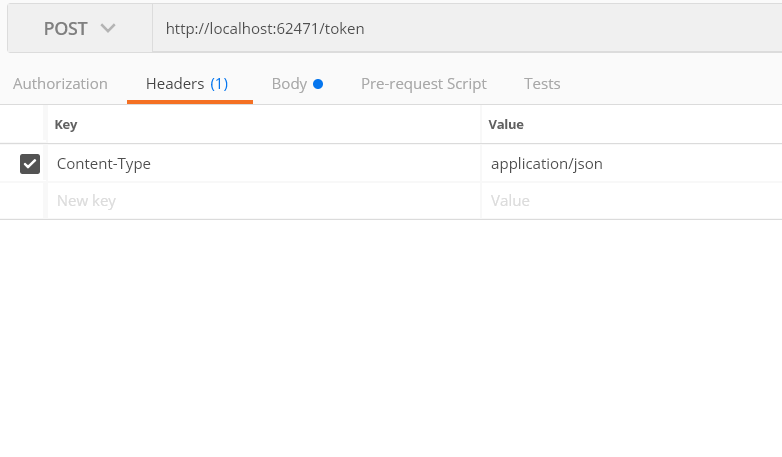 POST http://localhost:62471/token
Authorization Headers (1) Body Pre-request Script Tests
Key Value
Content-Type application/json
New key Value